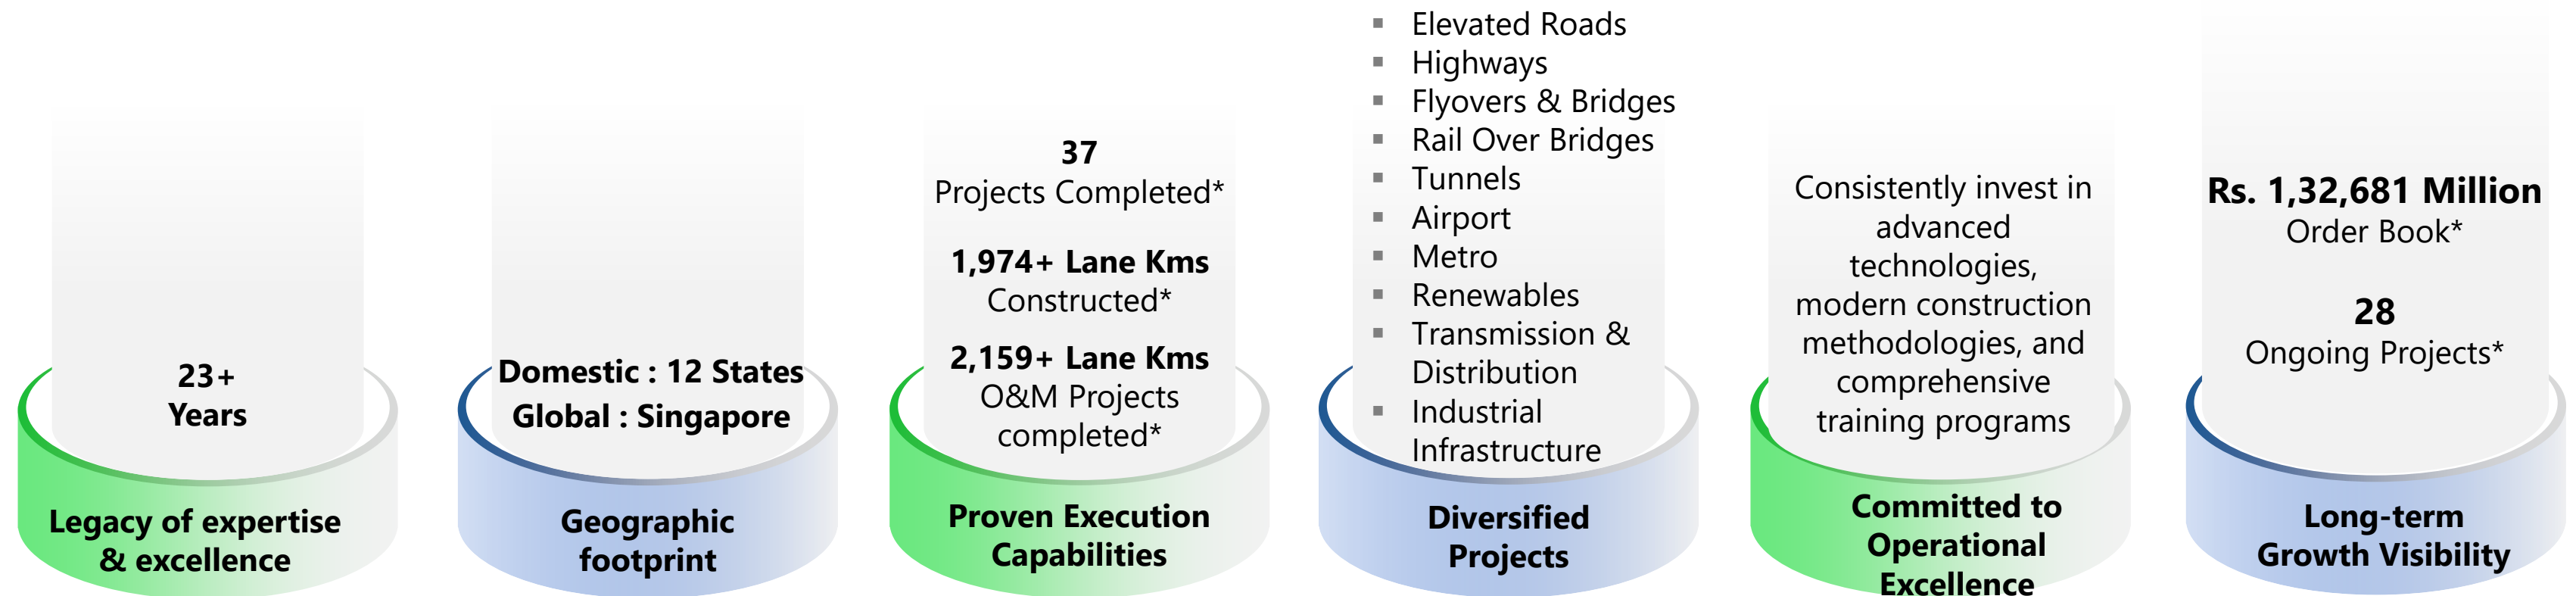 23+
Years
Legacy of expertise
& excellence
Domestic : 12 States
Global : Singapore
Geographic
footprint
37
Projects Completed*
1,974+ Lane Kms
Constructed*
2,159+ Lane Kms
O&M Projects
completed*
Proven Execution
Capabilities
▪ Elevated Roads
▪ Highways
▪ Flyovers & Bridges
▪ Rail Over Bridges
▪ Tunnels
▪ Airport
▪ Metro
▪ Renewables
▪ Transmission &
Distribution
▪ Industrial
Infrastructure
Diversified
Projects
Consistently invest in
advanced
technologies,
modern construction
methodologies, and
comprehensive
training programs
Committed to
Operational
Excellence
Rs. 1,32,681 Million
Order Book*
28
Ongoing Projects*
Long-term
Growth Visibility